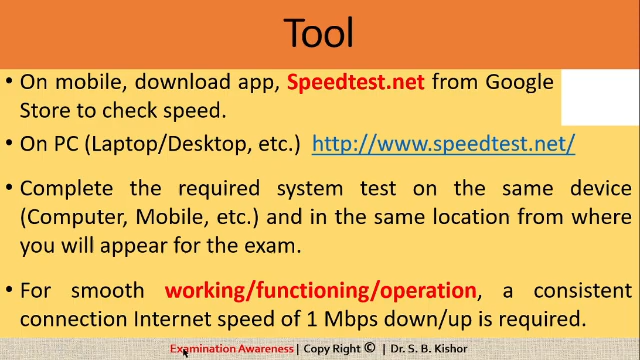 Tool
• On mobile, download app, Speedtest.net from Google
Store to check speed.
• On PC (Laptop/Desktop, etc.) http://www.speedtest.net/
• Complete the required system test on the same device
(Computer, Mobile, etc.) and in the same location from where
you will appear for the exam.
• For smooth working/functioning/operation, a consistent
connection Internet speed of 1 Mbps down/up is required.
Examination Awareness | Copy Right © | Dr. S. B. Kishor